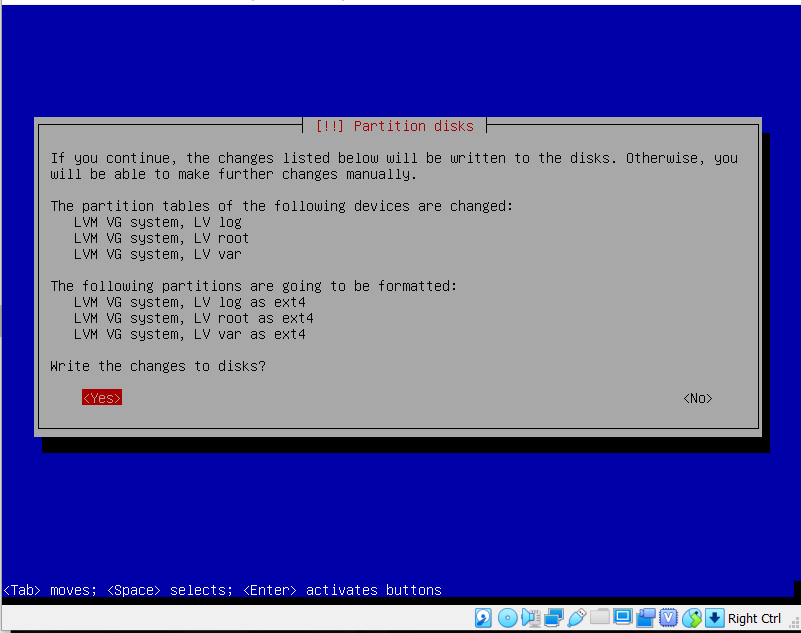 [!!] Partition disks
If you continue, the changes listed below will be written to the disks. Otherwise, you
will be able to make further changes manually.
The partition tables of the following devices are changed:
LVM VG system, LV log
LVM VG system, LV root
LVM VG system, LV var
The following partitions are going to be formatted:
LVM VG system, LV log as ext4
LVM VG system, LV root as ext4
LVM VG system, LV var as ext4
Write the changes to disks?
<Yes> <No>
<Tab> moves; <Space> selects; <Enter> activates buttons
V Right Ctrl